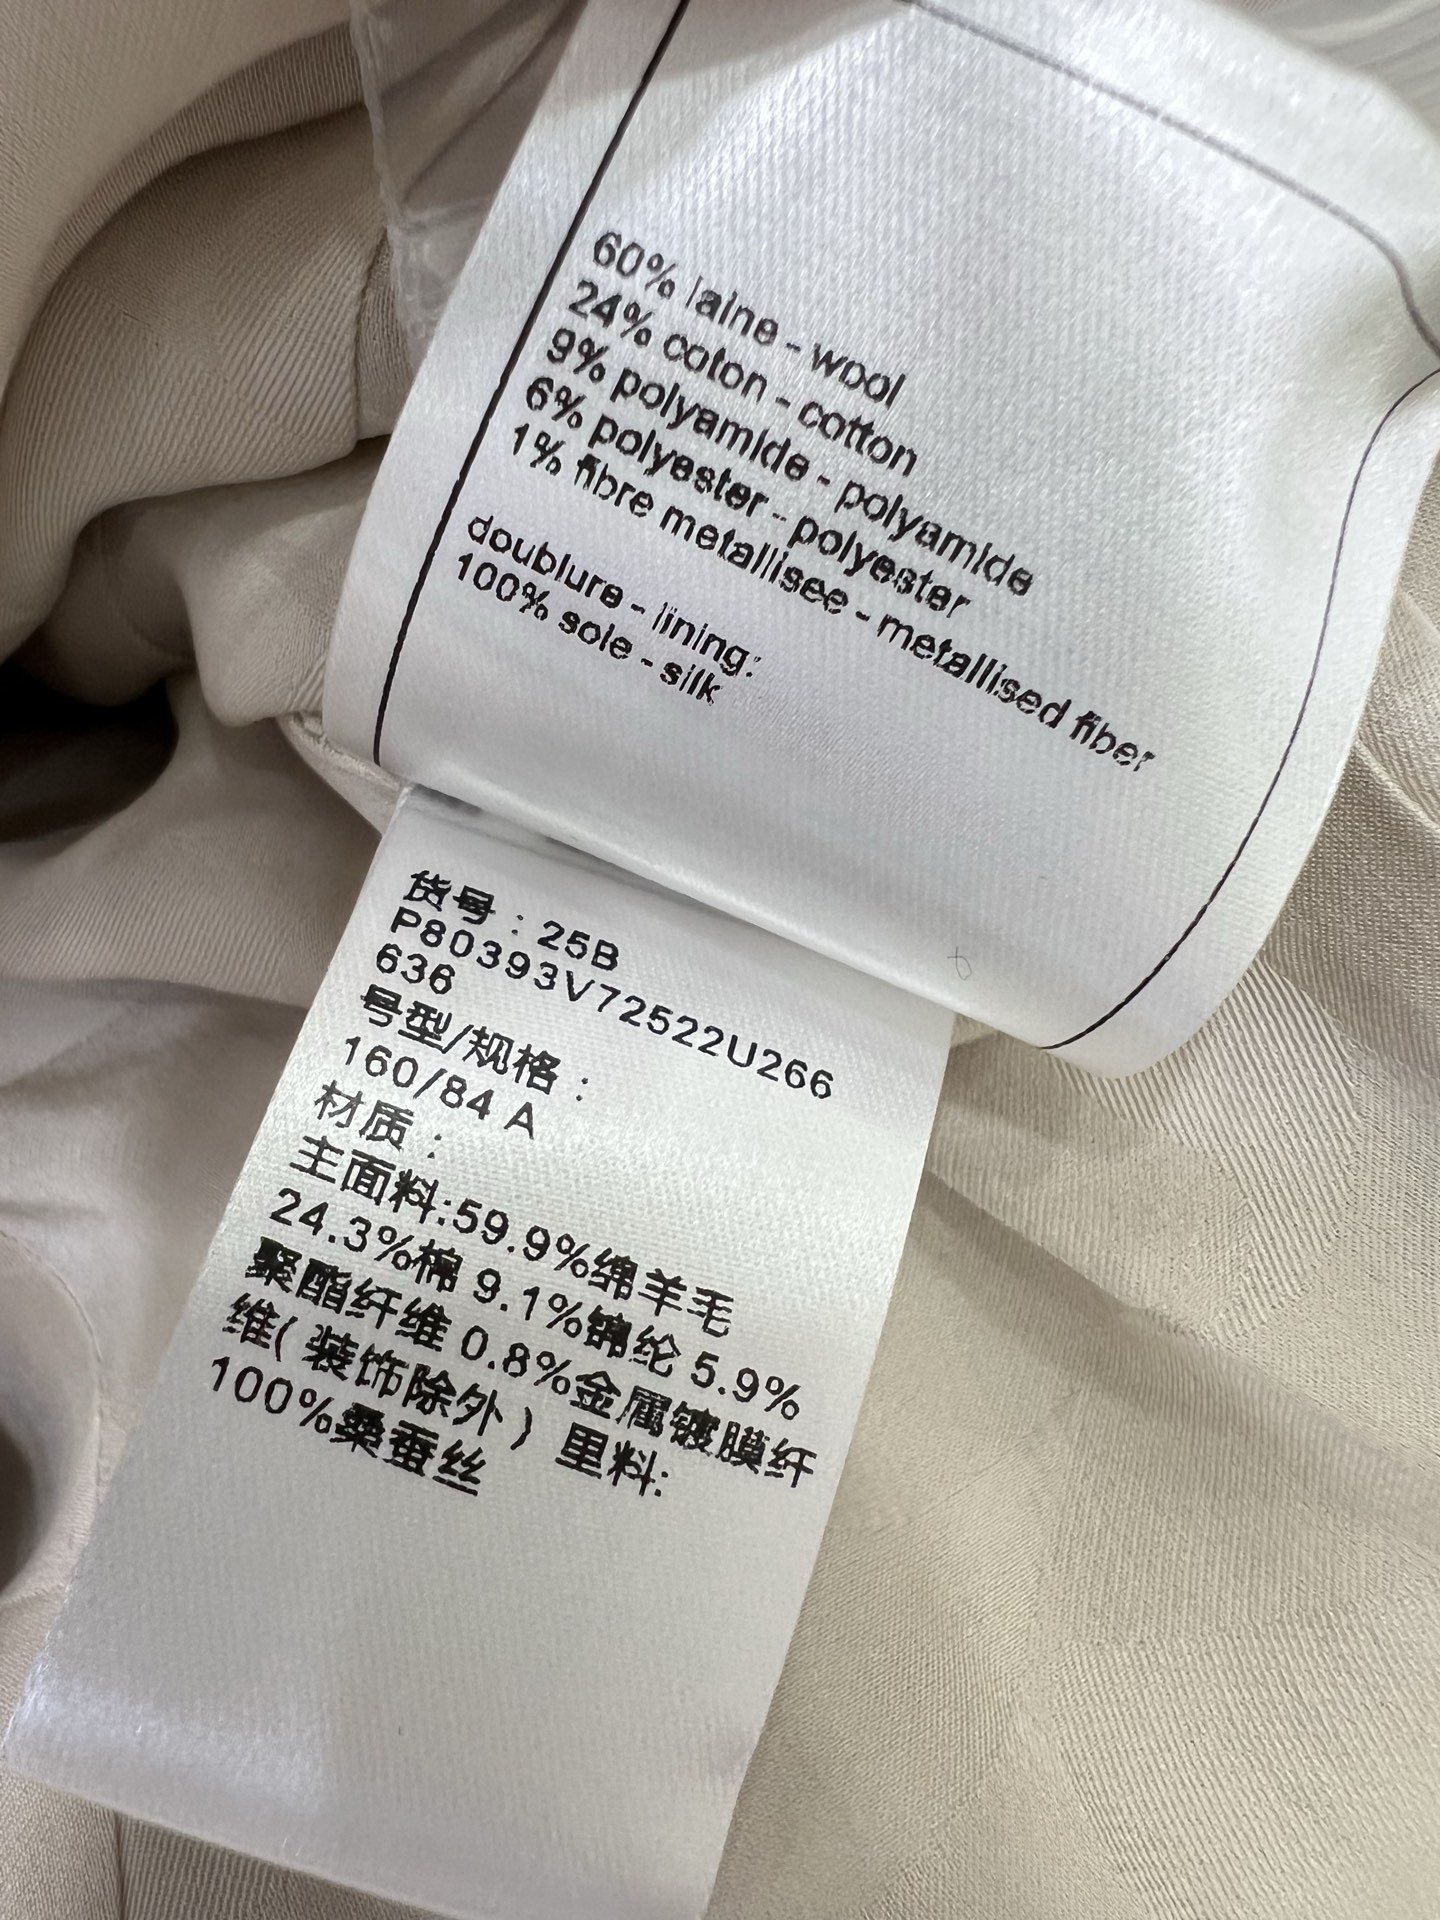 60% laine - wool
24% coton - cotton
9% polyamide - polyamide
6% polyester - polyester
1% fibre metallisee - metallised fiber
doublure - lining:
100% soie - silk
货号：25B
P80393V72522U266
636
号型/规格：
160/84 A
材质：
主面料:59.9%绵羊毛
24.3%棉 9.1%锦纶 5.9%
聚酯纤维 0.8%金属镀膜纤
维(装饰除外) 里料:
100%桑蚕丝